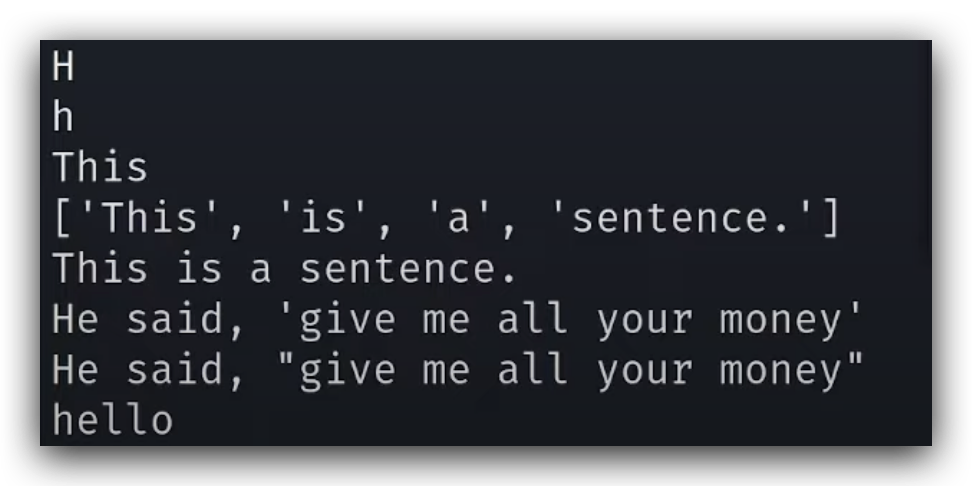 H
h
This
['This', 'is', 'a', 'sentence.']
This is a sentence.
He said, 'give me all your money'
He said, "give me all your money"
hello